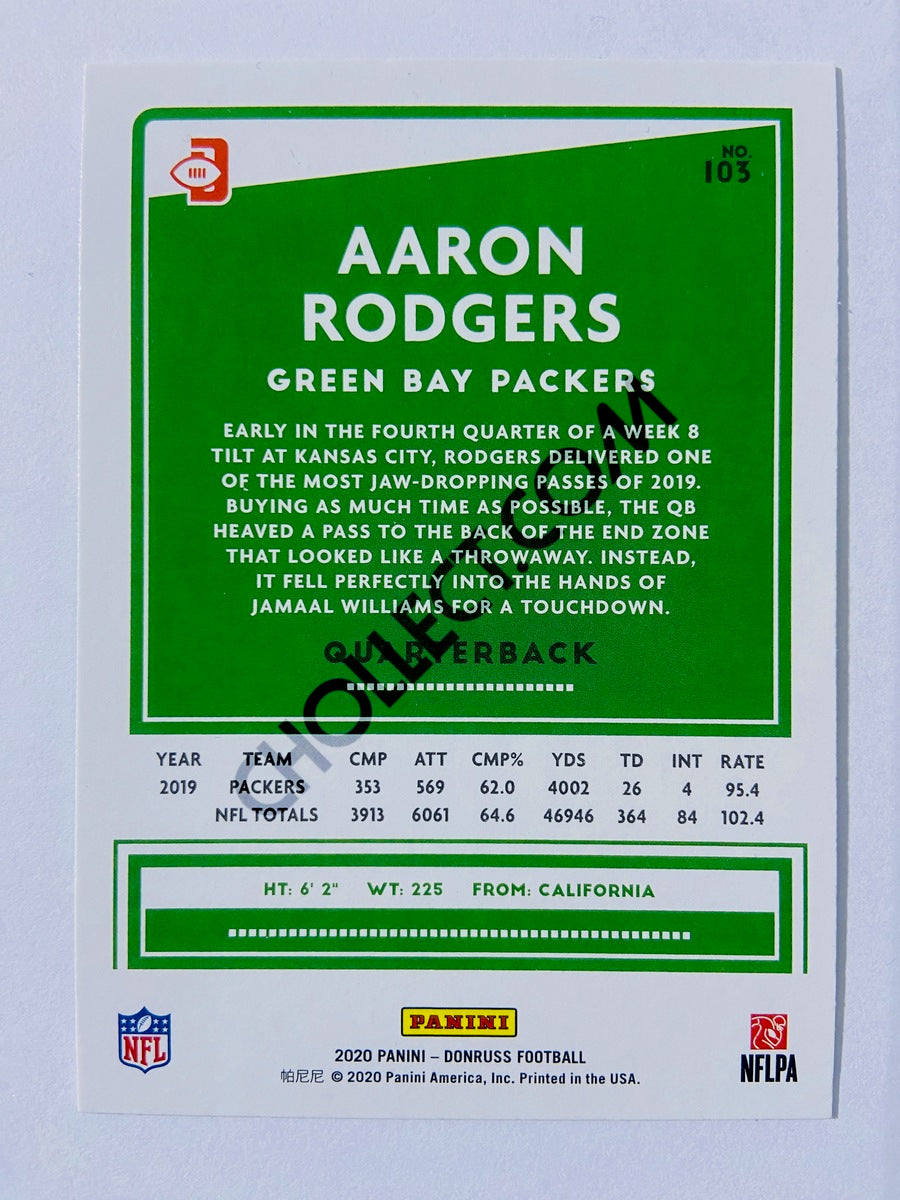 NO.
103
AARON
RODGERS
GREEN BAY PACKERS
EARLY IN THE FOURTH QUARTER OF A WEEK 8
TILT AT KANSAS CITY, RODGERS DELIVERED ONE
OF THE MOST JAW-DROPPING PASSES OF 2019.
BUYING AS MUCH TIME AS POSSIBLE, THE QB
HEAVED A PASS TO THE BACK OF THE END ZONE
THAT LOOKED LIKE A THROWAWAY. INSTEAD,
IT FELL PERFECTLY INTO THE HANDS OF
JAMAAL WILLIAMS FOR A TOUCHDOWN.
QUARTERBACK
CHOLLECT.COM
YEAR TEAM CMP ATT CMP% YDS TD INT RATE
2019 PACKERS 353 569 62.0 4002 26 4 95.4
NFL TOTALS 3913 6061 64.6 46946 364 84 102.4
HT: 6' 2" WT: 225 FROM: CALIFORNIA
NFL
PANINI
NFLPA
2020 PANINI – DONRUSS FOOTBALL
帕尼尼 © 2020 Panini America, Inc. Printed in the USA.